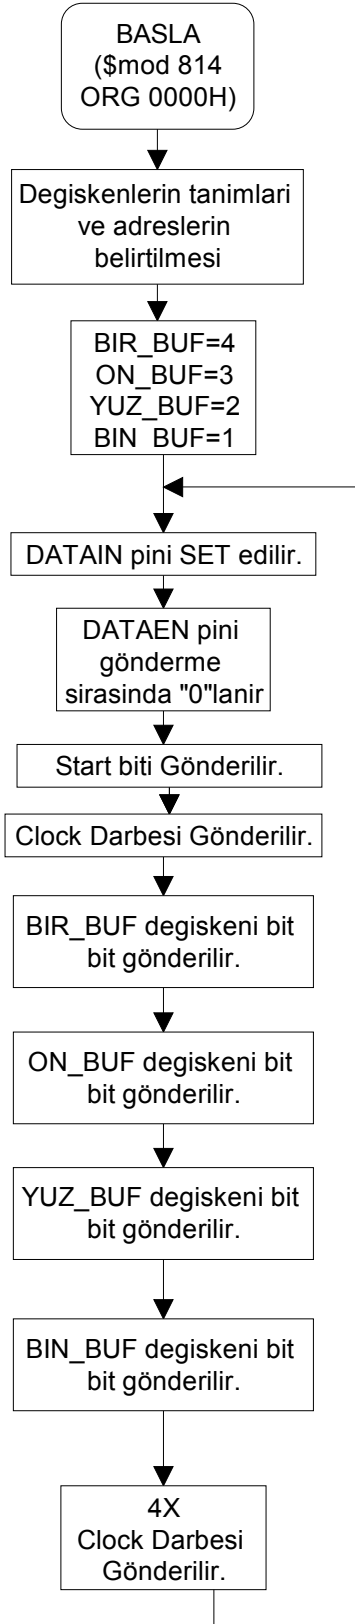 BASLA
($mod 814
ORG 0000H)
Degiskenlerin tanimlari
ve adreslerin
belirtilmesi
BIR_BUF=4
ON_BUF=3
YUZ_BUF=2
BIN_BUF=1
DATAIN pini SET edilir.
DATAEN pini
gönderme
sirasinda "0"lanir
Start biti Gönderilir.
Clock Darbesi Gönderilir.
BIR_BUF degiskeni bit
bit gönderilir.
ON_BUF degiskeni bit
bit gönderilir.
YUZ_BUF degiskeni bit
bit gönderilir.
BIN_BUF degiskeni bit
bit gönderilir.
4X
Clock Darbesi
Gönderilir.